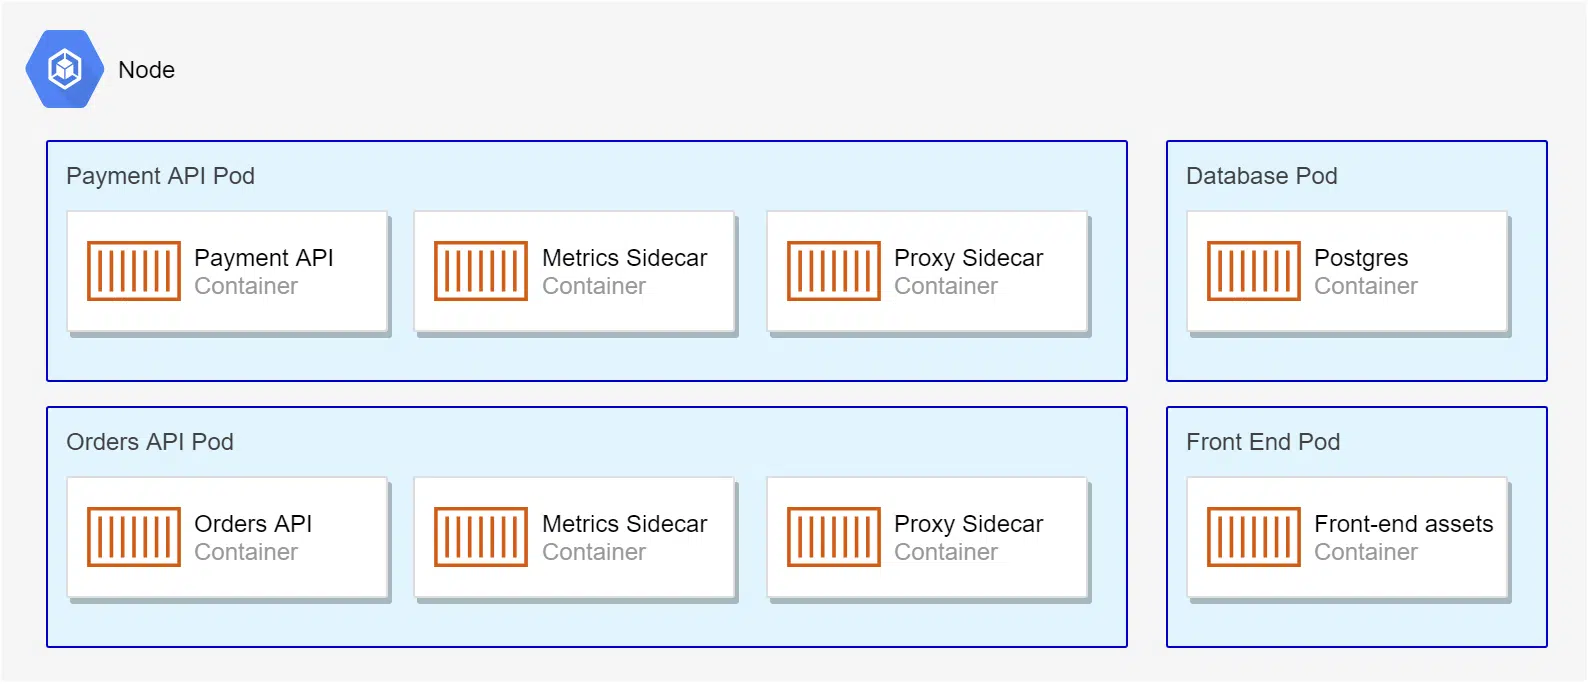 Node
Payment API Pod
Payment API
Container
Metrics Sidecar
Container
Proxy Sidecar
Container
Database Pod
Postgres
Container
Orders API Pod
Orders API
Container
Metrics Sidecar
Container
Proxy Sidecar
Container
Front End Pod
Front-end assets
Container